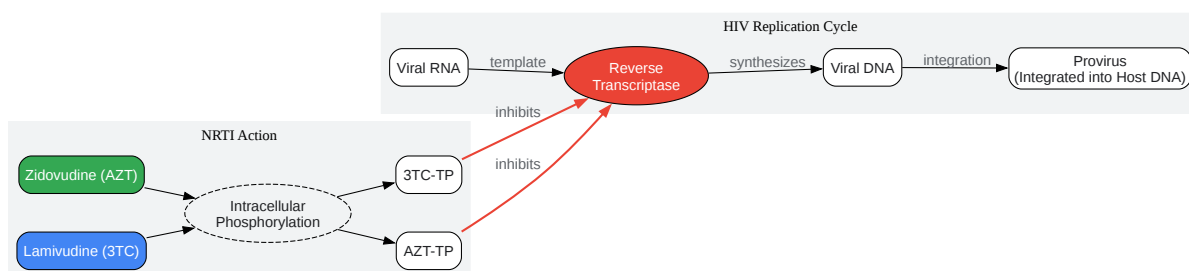 HIV Replication Cycle
Viral RNA
template
Reverse
Transcriptase
synthesizes
Viral DNA
integration
Provirus
(Integrated into Host DNA)
inhibits
inhibits
NRTI Action
Zidovudine (AZT)
Lamivudine (3TC)
Intracellular
Phosphorylation
3TC-TP
AZT-TP